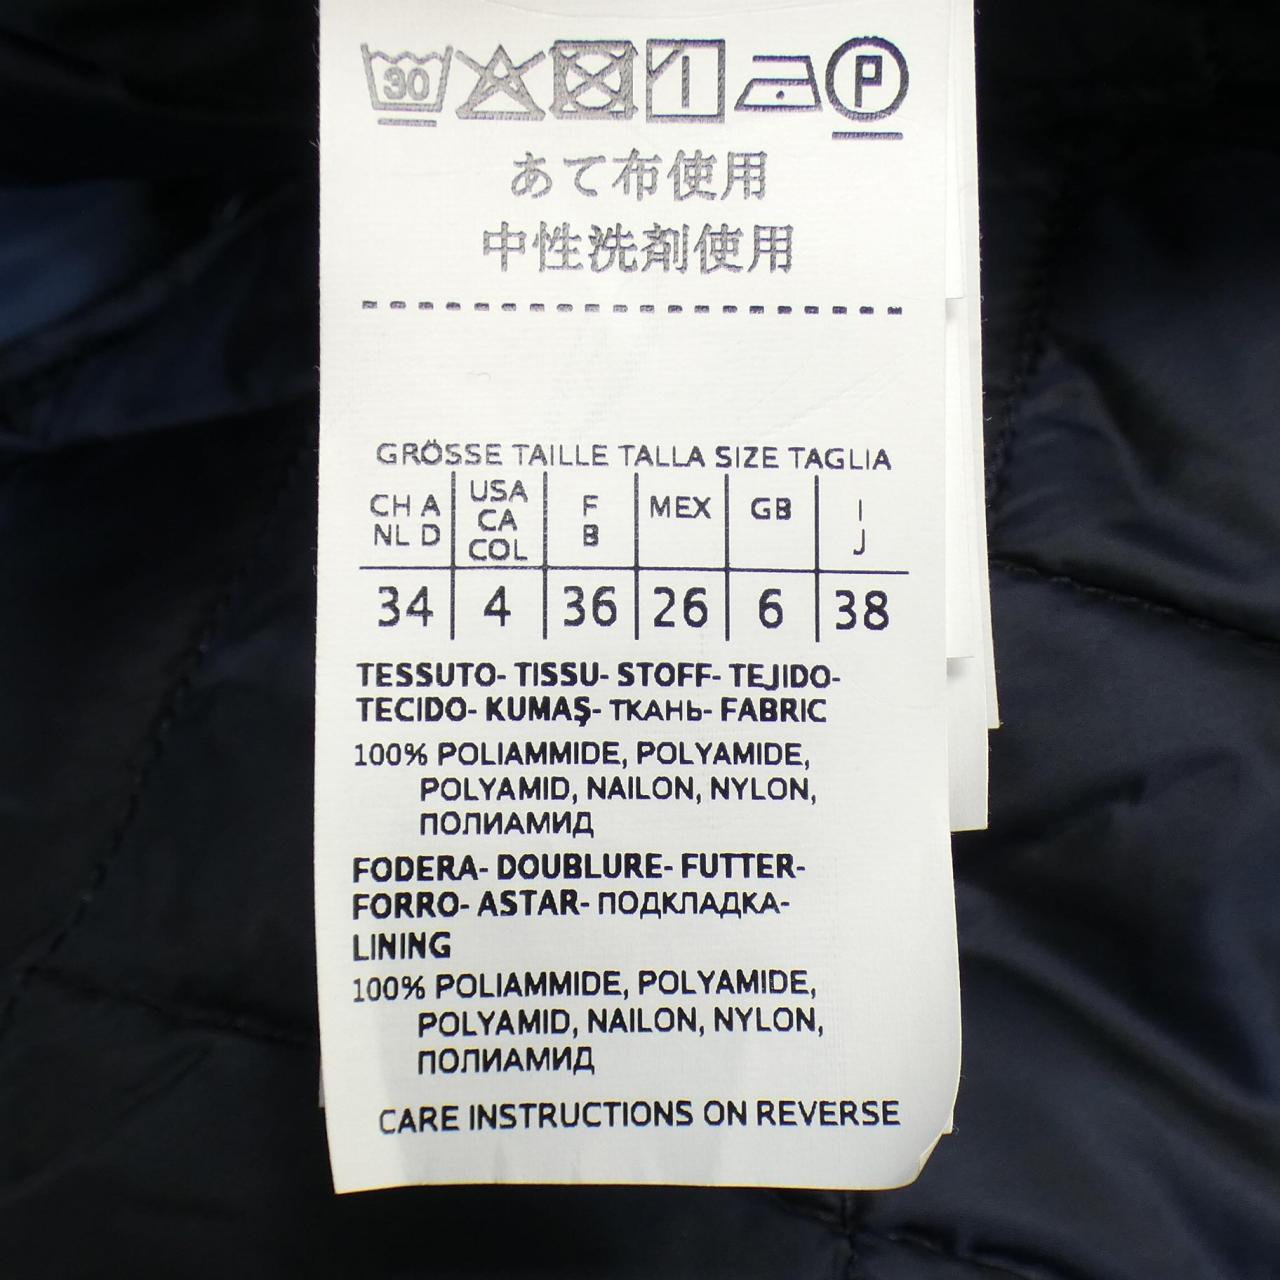 30 P
あて布使用
中性洗剤使用
GRÖSSE TAILLE TALLA SIZE TAGLIA
CH A NL D USA CA COL F B MEX GB I J
34 4 36 26 6 38
TESSUTO- TISSU- STOFF- TEJIDO-
TECIDO- KUMAŞ- ТКАНЬ- FABRIC
100% POLIAMMIDE, POLYAMIDE,
POLYAMID, NAILON, NYLON,
ПОЛИАМИД
FODERA- DOUBLURE- FUTTER-
FORRO- ASTAR- ПОДКЛАДКА-
LINING
100% POLIAMMIDE, POLYAMIDE,
POLYAMID, NAILON, NYLON,
ПОЛИАМИД
CARE INSTRUCTIONS ON REVERSE